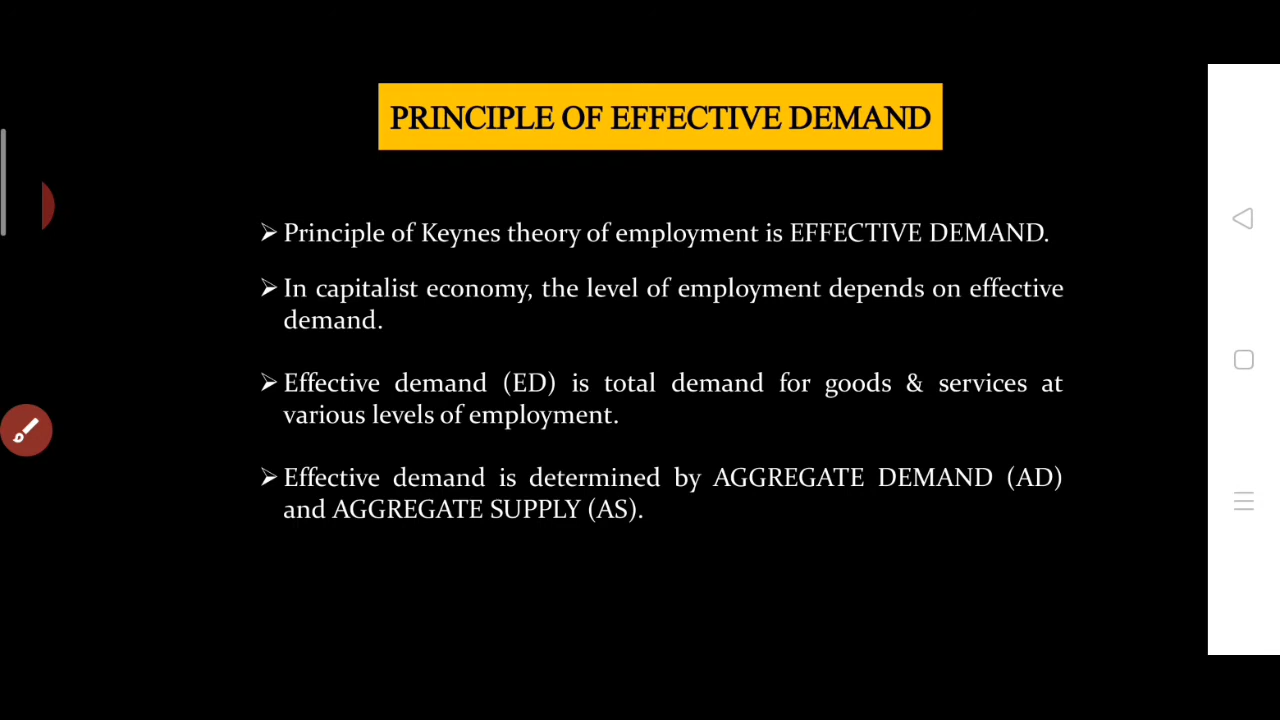 PRINCIPLE OF EFFECTIVE DEMAND
➢ Principle of Keynes theory of employment is EFFECTIVE DEMAND.
➢ In capitalist economy, the level of employment depends on effective
demand.
➢ Effective demand (ED) is total demand for goods & services at
various levels of employment.
➢ Effective demand is determined by AGGREGATE DEMAND (AD)
and AGGREGATE SUPPLY (AS).